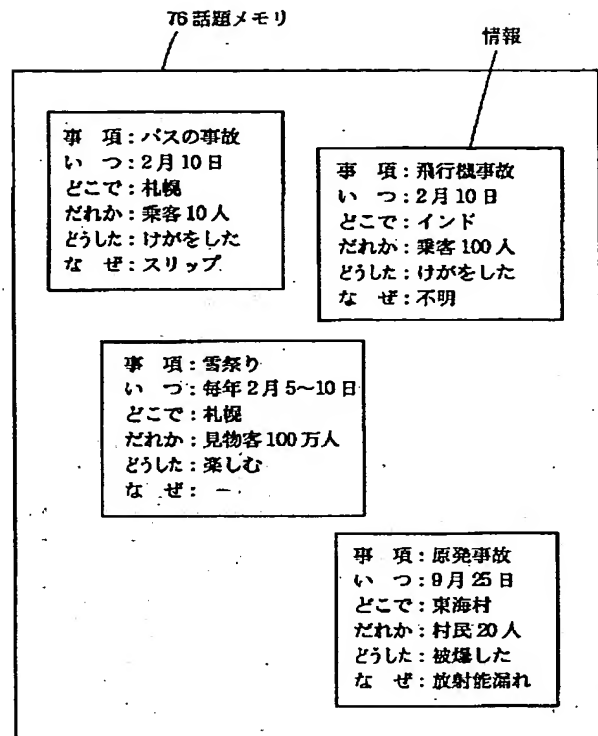 76 話題メモリ
情報
事 項：バスの事故
い つ：2月10日
どこで：札幌
だれか：乗客10人
どうした：けがをした
な ぜ：スリップ
事 項：飛行機事故
い つ：2月10日
どこで：インド
だれか：乗客100人
どうした：けがをした
な ぜ：不明
事 項：雪祭り
い つ：毎年2月5～10日
どこで：札幌
だれか：見物客100万人
どうした：楽しむ
な ぜ：－
事 項：原発事故
い つ：9月25日
どこで：東海村
だれか：村民20人
どうした：被爆した
な ぜ：放射能漏れ